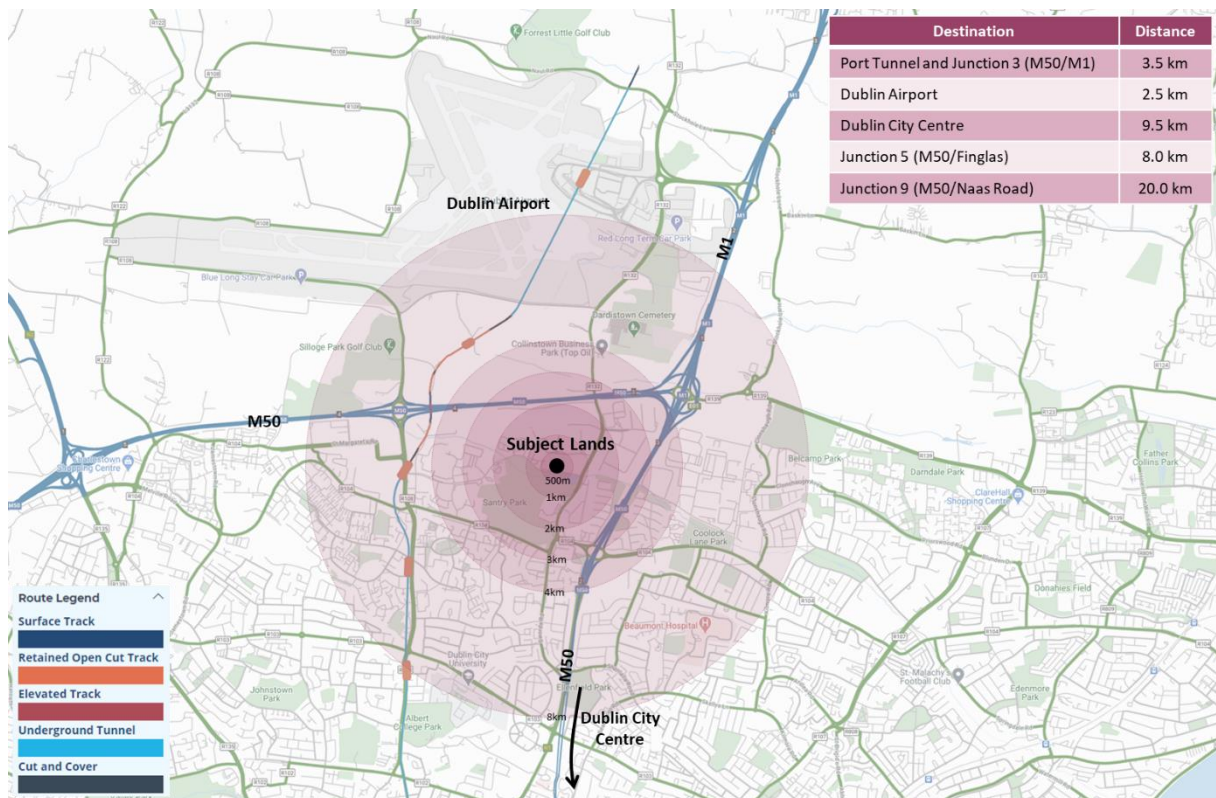 Forrest Little Golf Club
Destination Distance
Port Tunnel and Junction 3 (M50/M1) 3.5 km
Dublin Airport 2.5 km
Dublin City Centre 9.5 km
Junction 5 (M50/Finglas) 8.0 km
Junction 9 (M50/Naas Road) 20.0 km
Dublin Airport
Red Long Term Car Park
M1
Blue Long Stay Car Park
Dardistown Cemetery
Silloge Park Golf Club
Collinstown Business
Park (Top Oil)
M50
Subject Lands
500m
1km
2km
3km
4km
8km
Santry Park
Charlestown
Shopping Centre
Belcamp Park
Darndale Park
Father
Collins Park
ClareHall
Shopping Centre
Coolock
Lane Park
Donahies Field
Beaumont Hospital
Dublin City
University
M50
Ellenfield Park
St. Malachy's
Football Club
Edenmore
Park
Johnstown
Park
Albert
College Park
Dublin City
Centre
Route Legend
Surface Track
Retained Open Cut Track
Elevated Track
Underground Tunnel
Cut and Cover